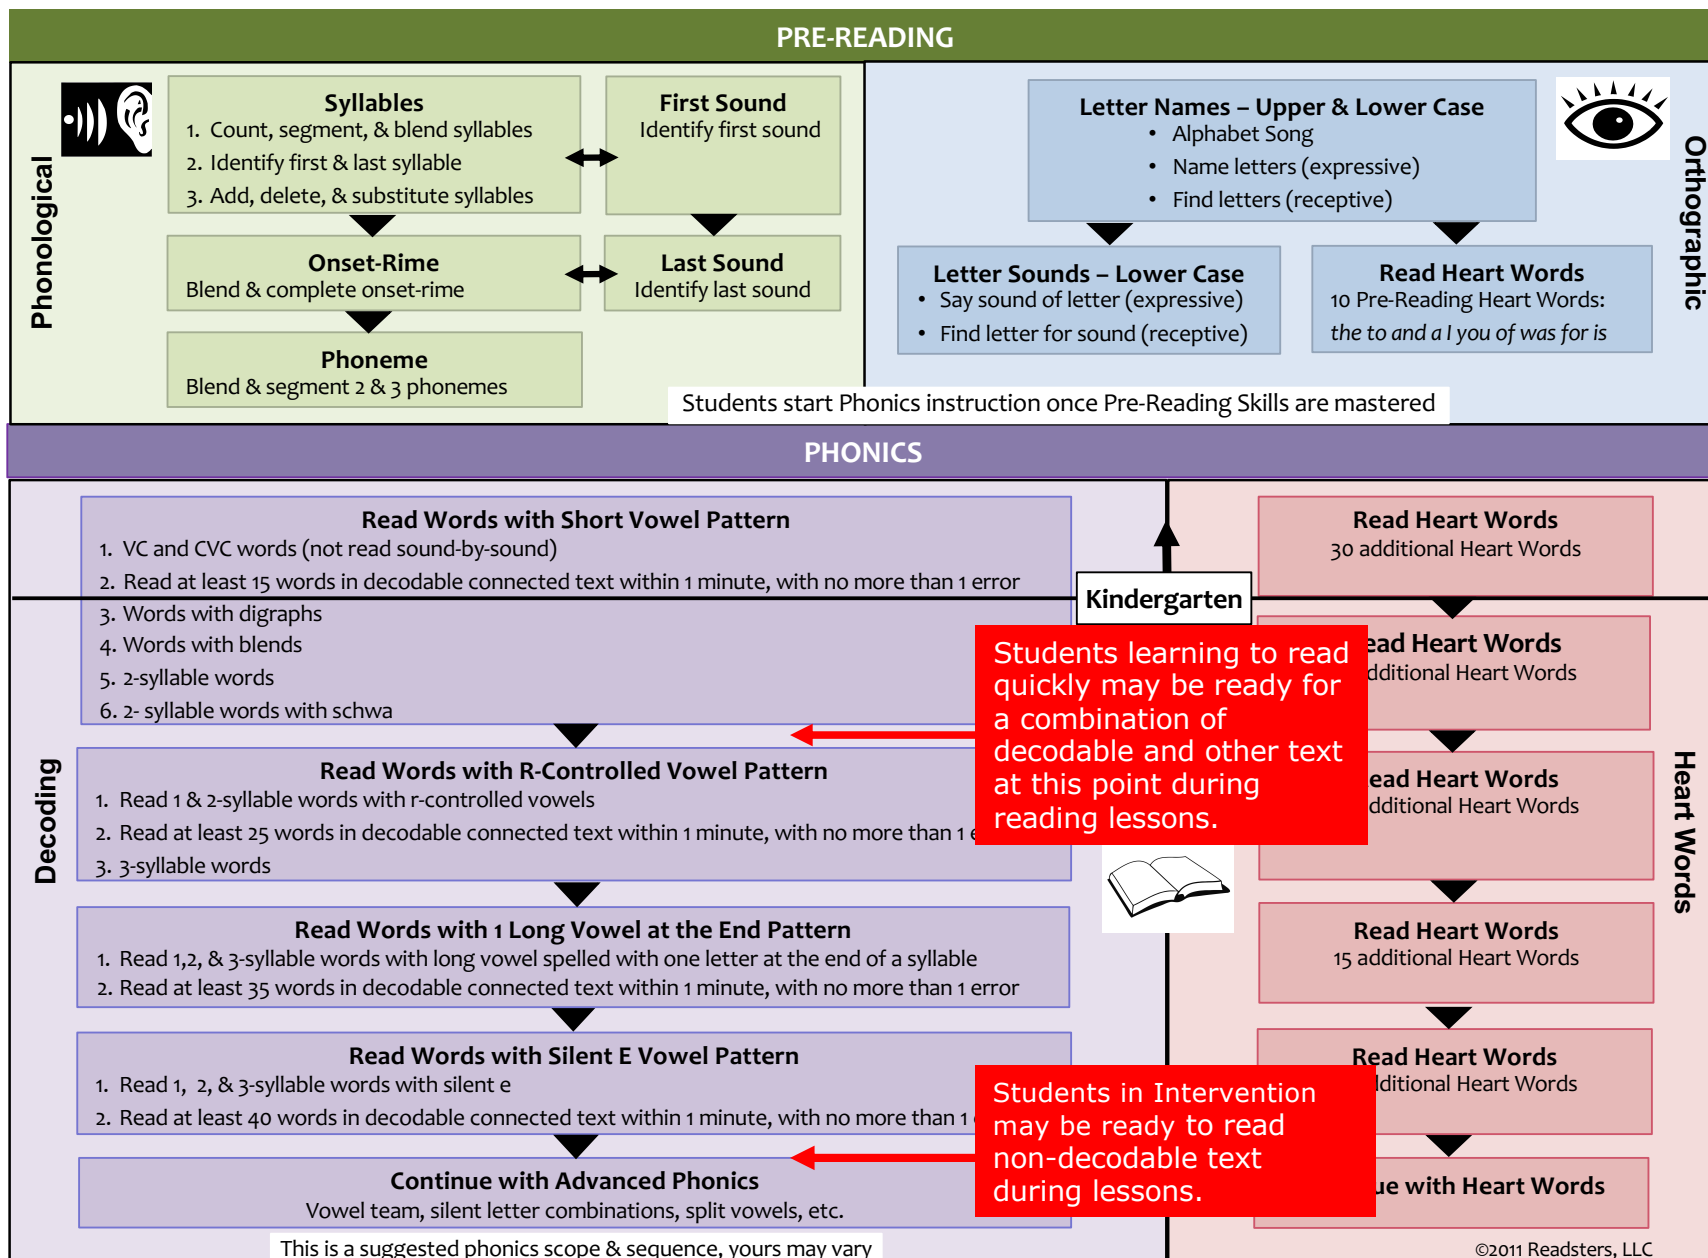 PRE-READING
Phonological
Syllables
1. Count, segment, & blend syllables
2. Identify first & last syllable
3. Add, delete, & substitute syllables
First Sound
Identify first sound
Onset-Rime
Blend & complete onset-rime
Last Sound
Identify last sound
Phoneme
Blend & segment 2 & 3 phonemes
Letter Names – Upper & Lower Case
• Alphabet Song
• Name letters (expressive)
• Find letters (receptive)
Orthographic
Letter Sounds – Lower Case
• Say sound of letter (expressive)
• Find letter for sound (receptive)
Read Heart Words
10 Pre-Reading Heart Words:
the to and a I you of was for is
Students start Phonics instruction once Pre-Reading Skills are mastered
PHONICS
Decoding
Read Words with Short Vowel Pattern
1. VC and CVC words (not read sound-by-sound)
2. Read at least 15 words in decodable connected text within 1 minute, with no more than 1 error
3. Words with digraphs
4. Words with blends
5. 2-syllable words
6. 2- syllable words with schwa
Kindergarten
Students learning to read
quickly may be ready for
a combination of
decodable and other text
at this point during
reading lessons.
Read Words with R-Controlled Vowel Pattern
1. Read 1 & 2-syllable words with r-controlled vowels
2. Read at least 25 words in decodable connected text within 1 minute, with no more than 1
3. 3-syllable words
Read Words with 1 Long Vowel at the End Pattern
1. Read 1,2, & 3-syllable words with long vowel spelled with one letter at the end of a syllable
2. Read at least 35 words in decodable connected text within 1 minute, with no more than 1 error
Read Words with Silent E Vowel Pattern
1. Read 1, 2, & 3-syllable words with silent e
2. Read at least 40 words in decodable connected text within 1 minute, with no more than 1
Students in Intervention
may be ready to read
non-decodable text
during lessons.
Continue with Advanced Phonics
Vowel team, silent letter combinations, split vowels, etc.
This is a suggested phonics scope & sequence, yours may vary
Heart Words
Read Heart Words
30 additional Heart Words
Heart Words
Heart Words
Read Heart Words
additional Heart Words
Read Heart Words
15 additional Heart Words
Read Heart Words
Heart Words
with Heart Words
©2011 Readsters, LLC